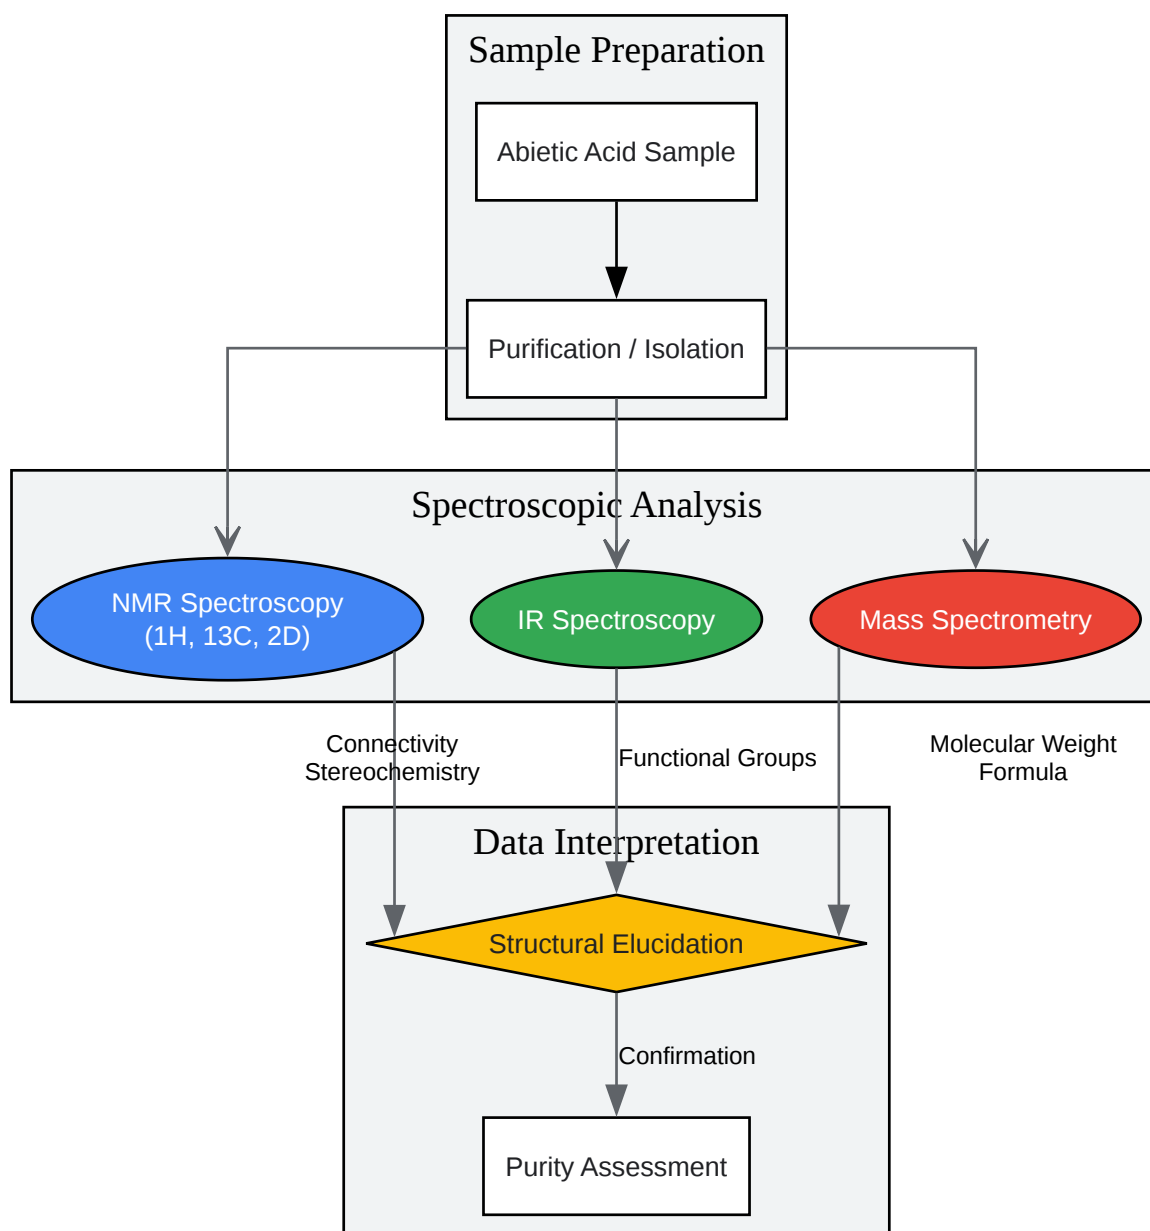 Sample Preparation
Abietic Acid Sample
Purification / Isolation
Spectroscopic Analysis
NMR Spectroscopy
(1H, 13C, 2D)
IR Spectroscopy
Mass Spectrometry
Connectivity
Stereochemistry
Functional Groups
Molecular Weight
Formula
Data Interpretation
Structural Elucidation
Confirmation
Purity Assessment